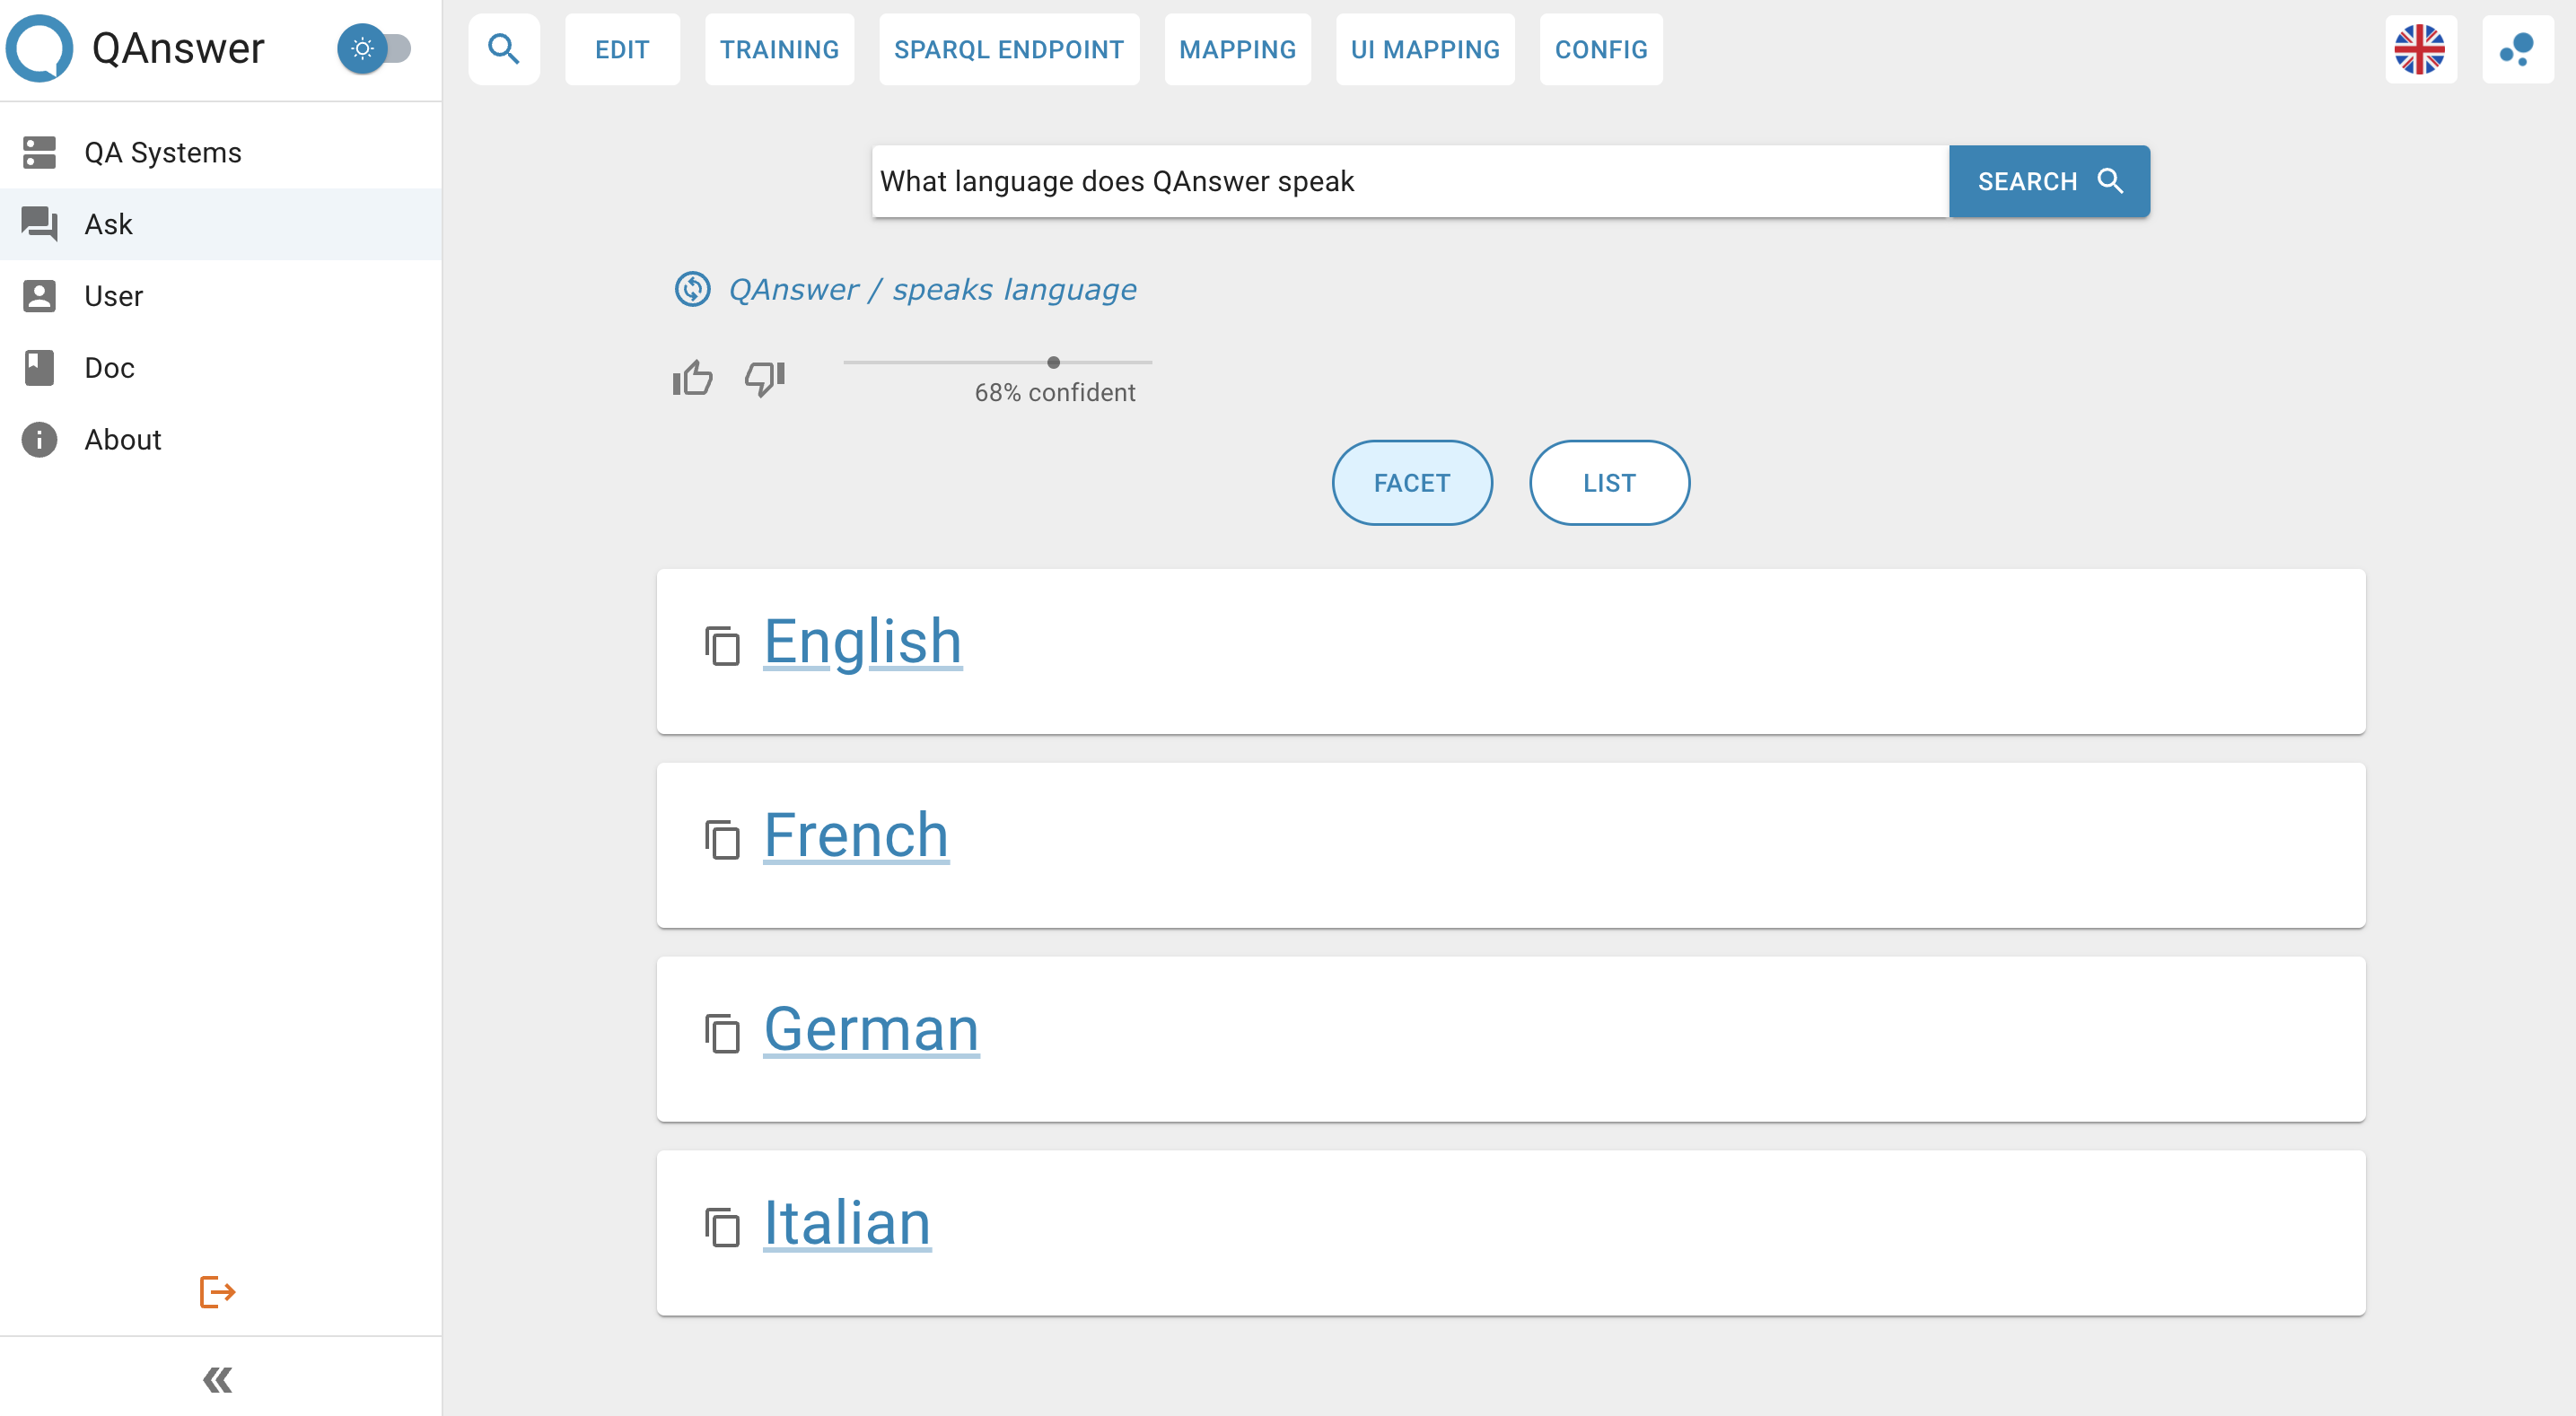 QAnswer
QA Systems
Ask
User
Doc
About
EDIT TRAINING SPARQL ENDPOINT MAPPING UI MAPPING CONFIG
What language does QAnswer speak SEARCH
QAnswer / speaks language
68% confident
FACET LIST
English
French
German
Italian